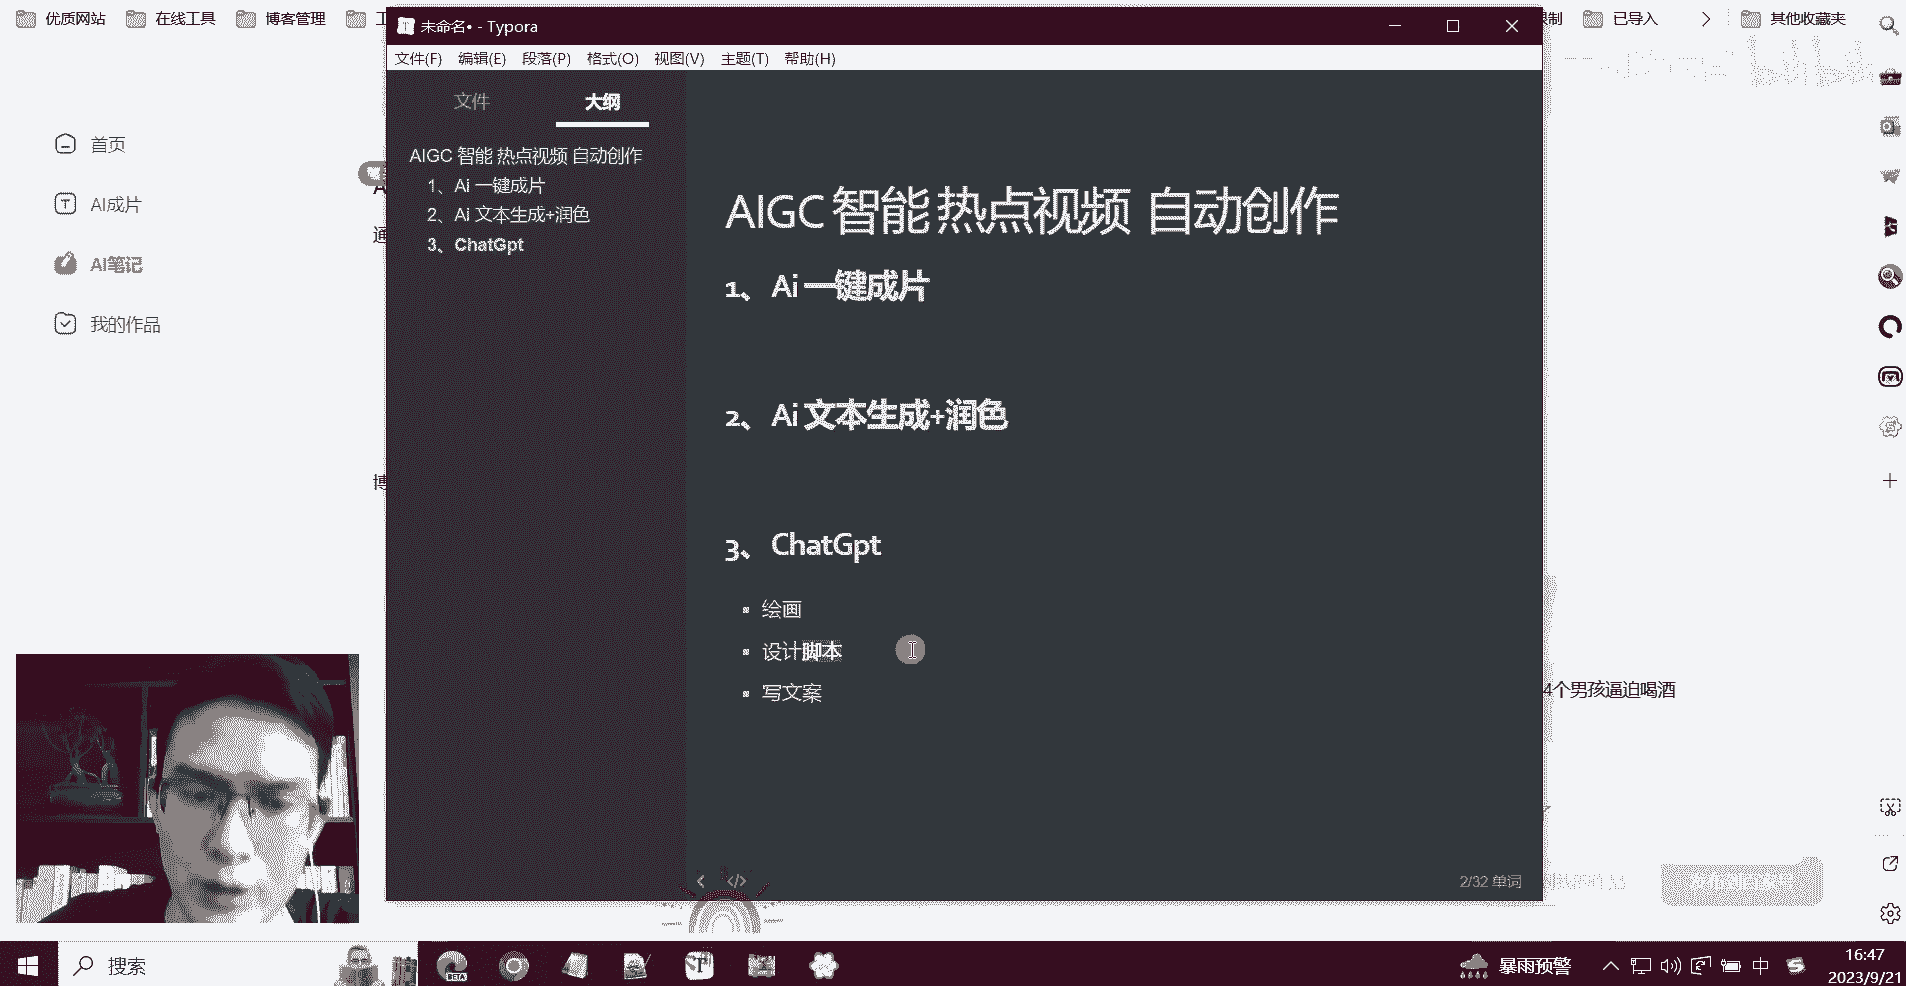 优质网站
在线工具
博客管理
已导入
其他收藏夹
未命名• - Typora
文件(F) 编辑(E) 段落(P) 格式(O) 视图(V) 主题(T) 帮助(H)
文件
大纲
首页
AI成片
AI笔记
我的作品
AIGC 智能 热点视频 自动创作
1、Ai 一键成片
2、Ai 文本生成+润色
3、ChatGpt
AIGC 智能 热点视频 自动创作
1、 Ai 一键成片
2、 Ai 文本生成+润色
3、 ChatGpt
绘画
设计脚本
写文案
4个男孩逼迫喝酒
2/32 单词
搜索
BETA
暴雨预警
中
16:47
2023/9/21